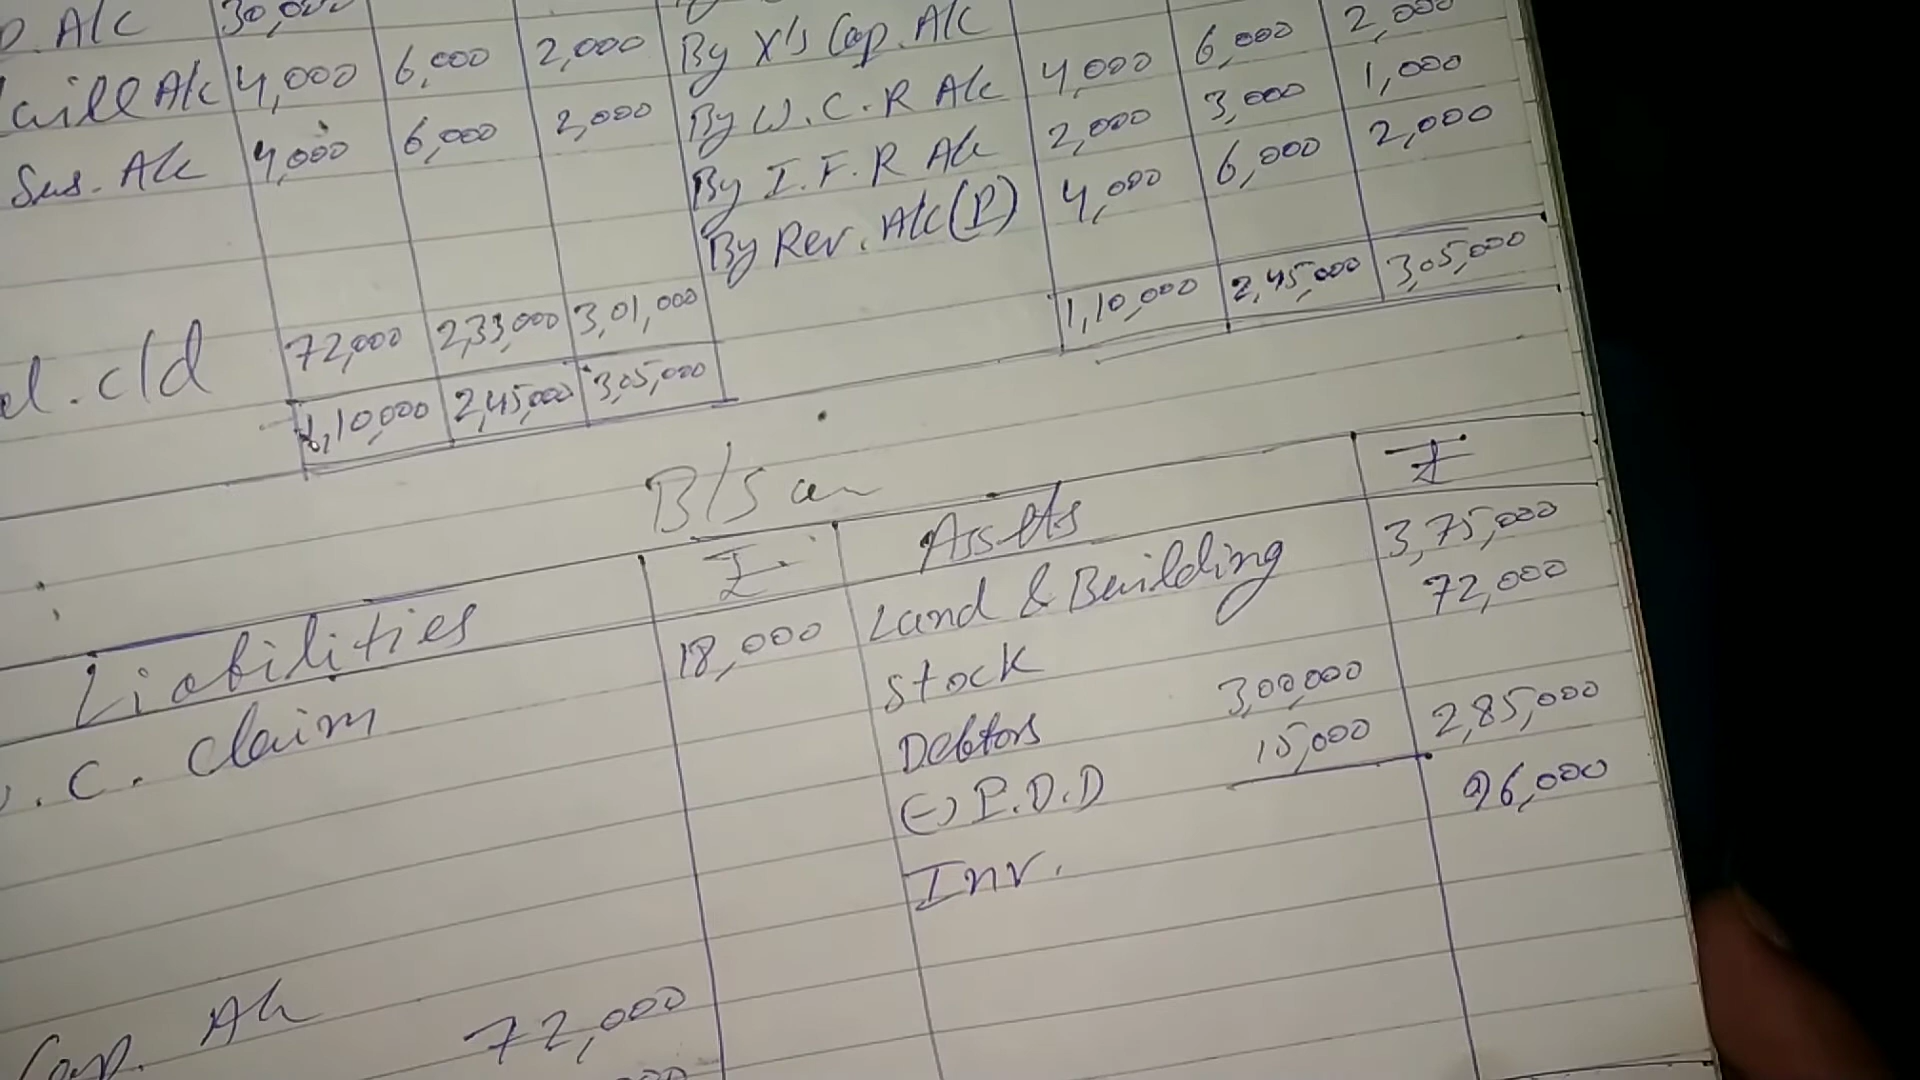 A/c 30,000
A/c 4,000 6,000 2,000 By X's Cap. A/c 2,000
Sus. A/c 4,000 6,000 2,000 By W.C.R A/c 4,000 6,000 1,000
By I.F.R A/c 2,000 3,000 2,000
By Rev. A/c (P) 4,000 6,000
c/d 72,000 2,33,000 3,01,000
1,10,000 2,45,000 3,05,000 1,10,000 2,45,000 3,05,000
B/S
Liabilities ₹ Assets ₹
C. claim 18,000 Land & Building 3,75,000
Stock 72,000
Debtors 3,00,000
(-) P.D.D 15,000 2,85,000
Inv. 96,000
Cap. A/c 72,000